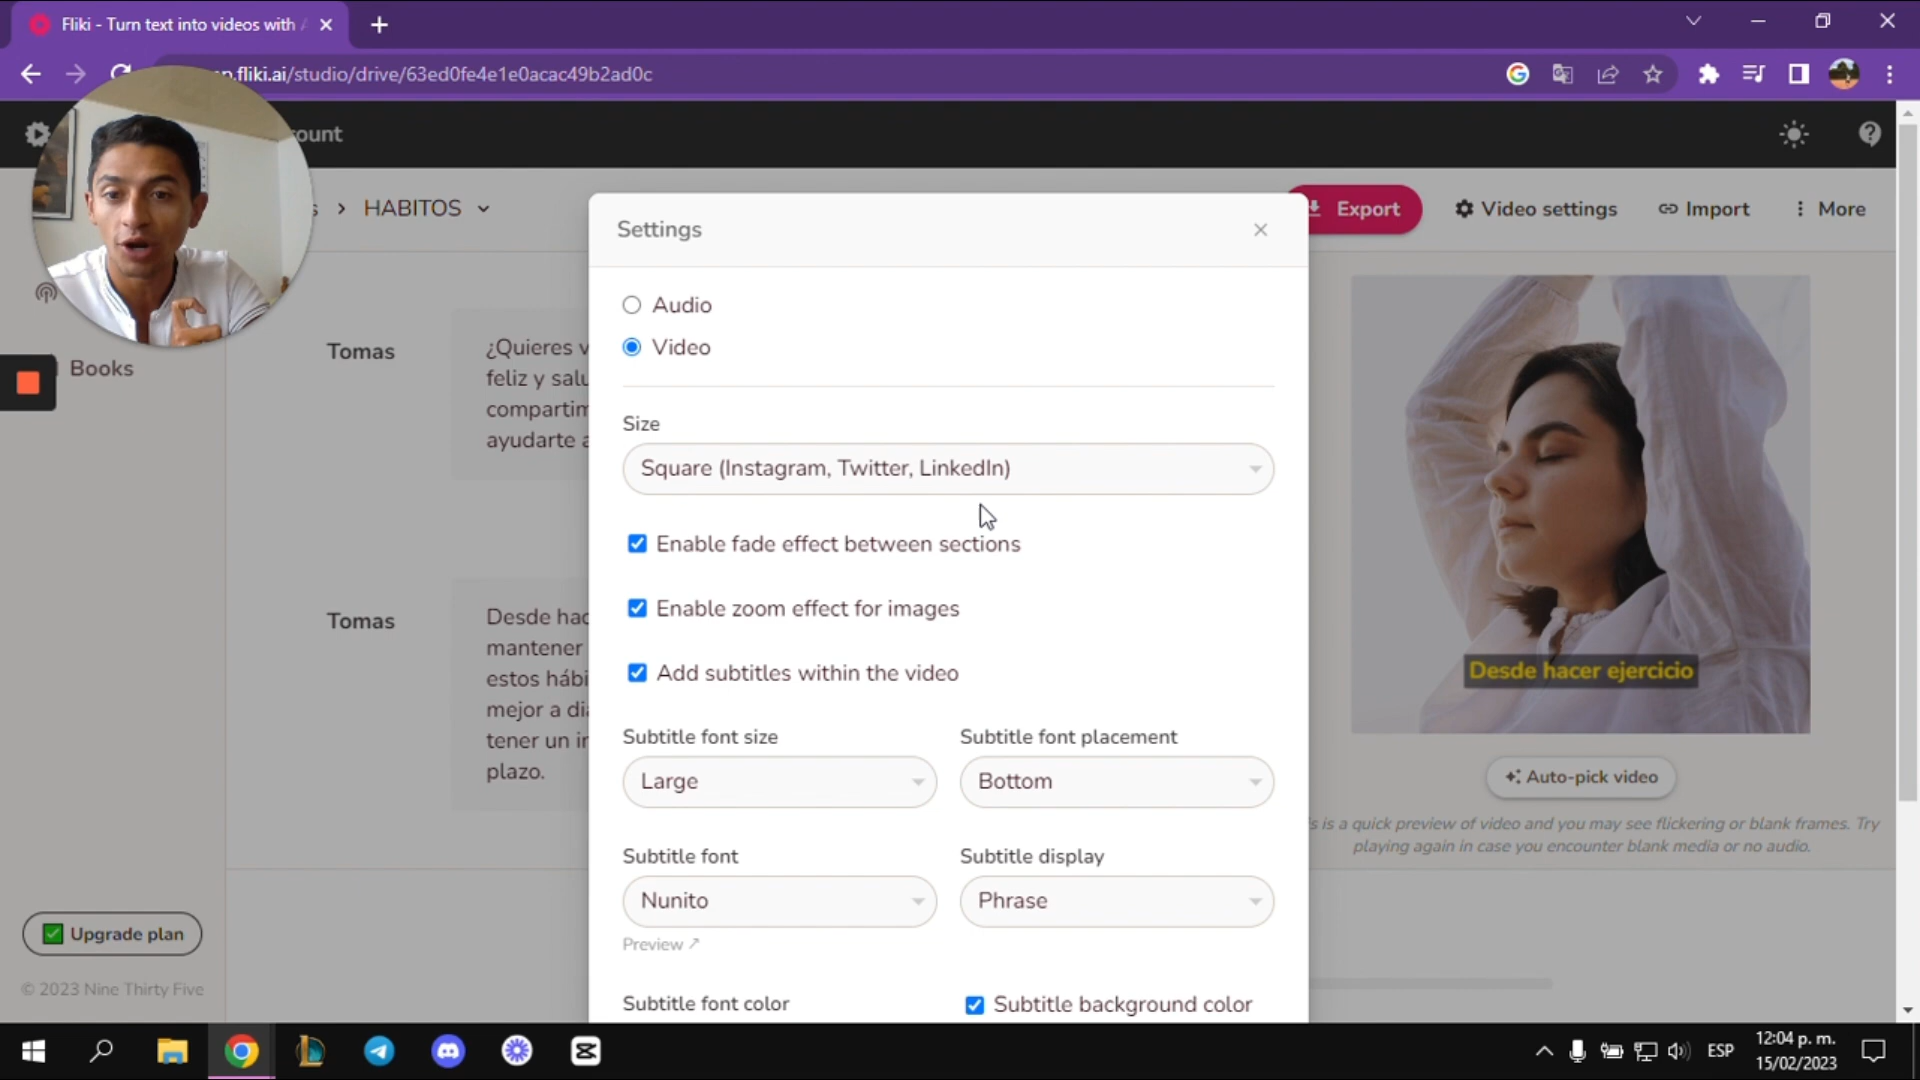 Fliki - Turn text into videos with
fliki.ai/studio/drive/63ed0fe4e1e0acac49b2ad0c
HABITOS
Export
Video settings
Import
More
Settings
Audio
Video
Books
Tomas
¿Quieres
feliz y
ayudarte
Size
Square (Instagram, Twitter, LinkedIn)
Enable fade effect between sections
Enable zoom effect for images
Add subtitles within the video
Tomas
Desde
mantener
estos
mejor a
tener un
plazo.
Desde hacer ejercicio
Subtitle font size
Subtitle font placement
Large
Bottom
Auto-pick video
is a quick preview of video and you may see flickering or blank frames. Try
playing again in case you encounter blank media or no audio.
Subtitle font
Subtitle display
Nunito
Phrase
Preview ↗
Upgrade plan
© 2023 Nine Thirty Five
Subtitle font color
Subtitle background color
ESP
12:04 p. m.
15/02/2023